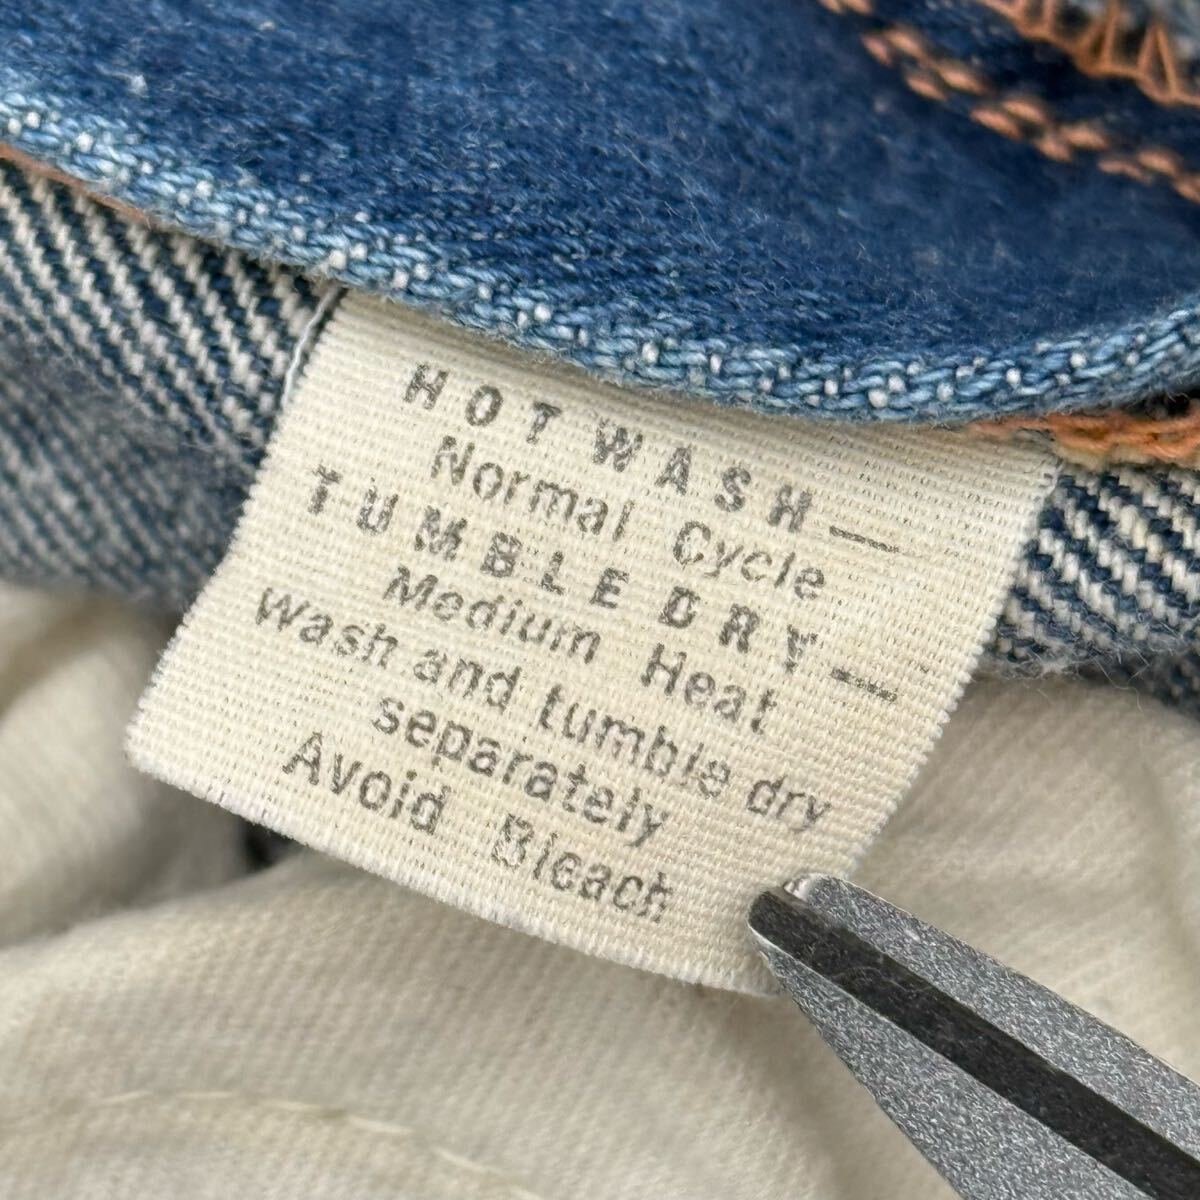 HOT WASH—
Normal Cycle
TUMBLE DRY—
Medium Heat
Wash and tumble dry
separately
Avoid Bleach